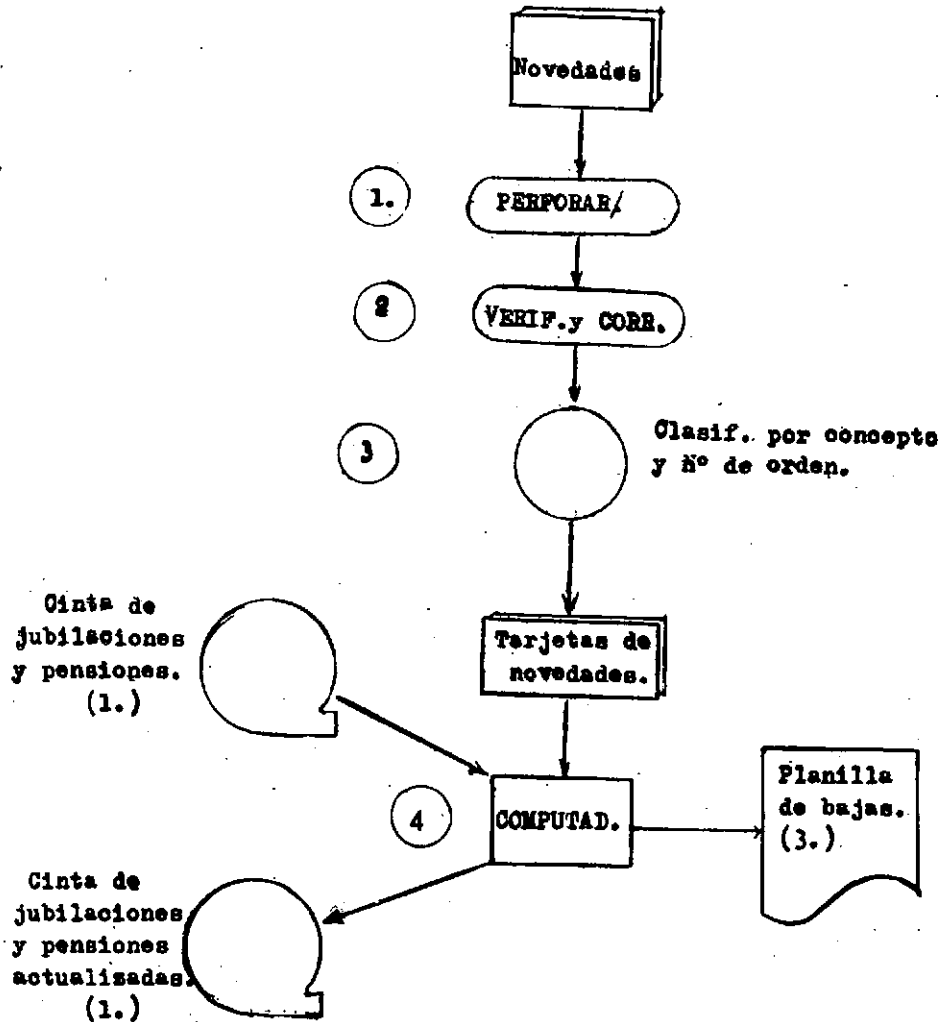 Novedades
1.
PERFORAR/
2
VERIF.y CORR.
3
Clasif. por concepto
y Nº de orden.
Cinta de
jubilaciones
y pensiones.
(1.)
Tarjetas de
novedades.
4
COMPUTAD.
Planilla
de bajas.
(3.)
Cinta de
jubilaciones
y pensiones
actualizadas.
(1.)